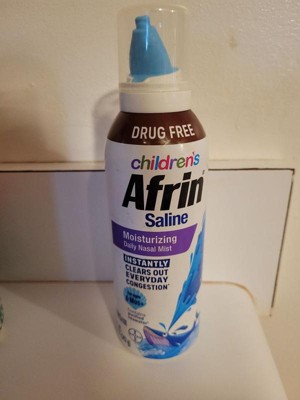 DRUG FREE
children's
Afrin
Saline
Moisturizing
Daily Nasal Mist
INSTANTLY
CLEARS OUT
EVERYDAY
CONGESTION